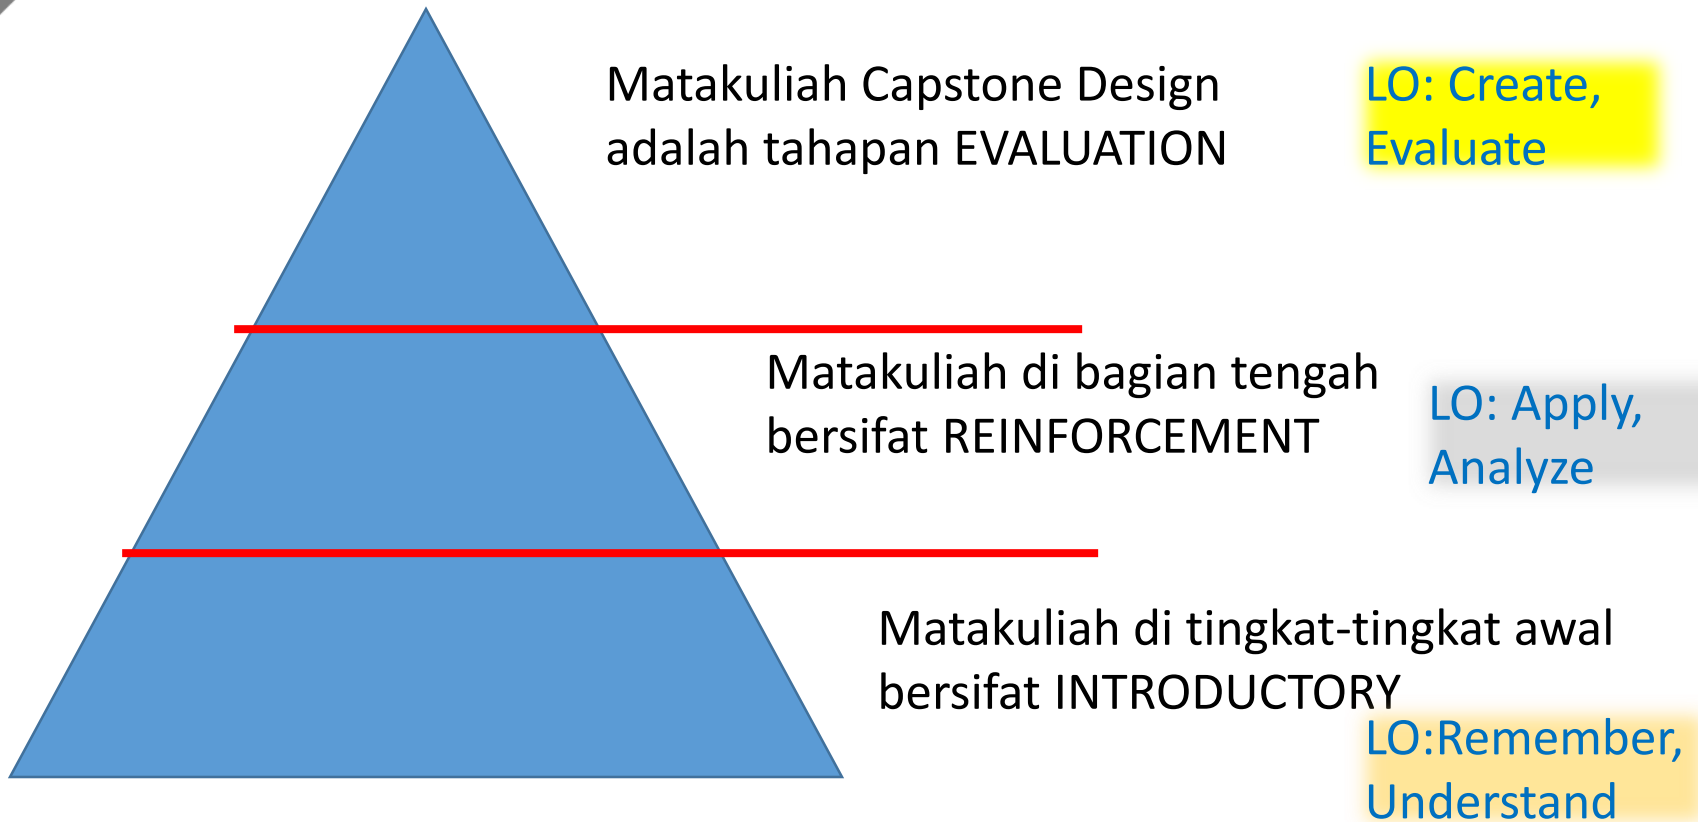 Matakuliah Capstone Design
adalah tahapan EVALUATION
LO: Create,
Evaluate
Matakuliah di bagian tengah
bersifat REINFORCEMENT
LO: Apply,
Analyze
Matakuliah di tingkat-tingkat awal
bersifat INTRODUCTORY
LO:Remember,
Understand